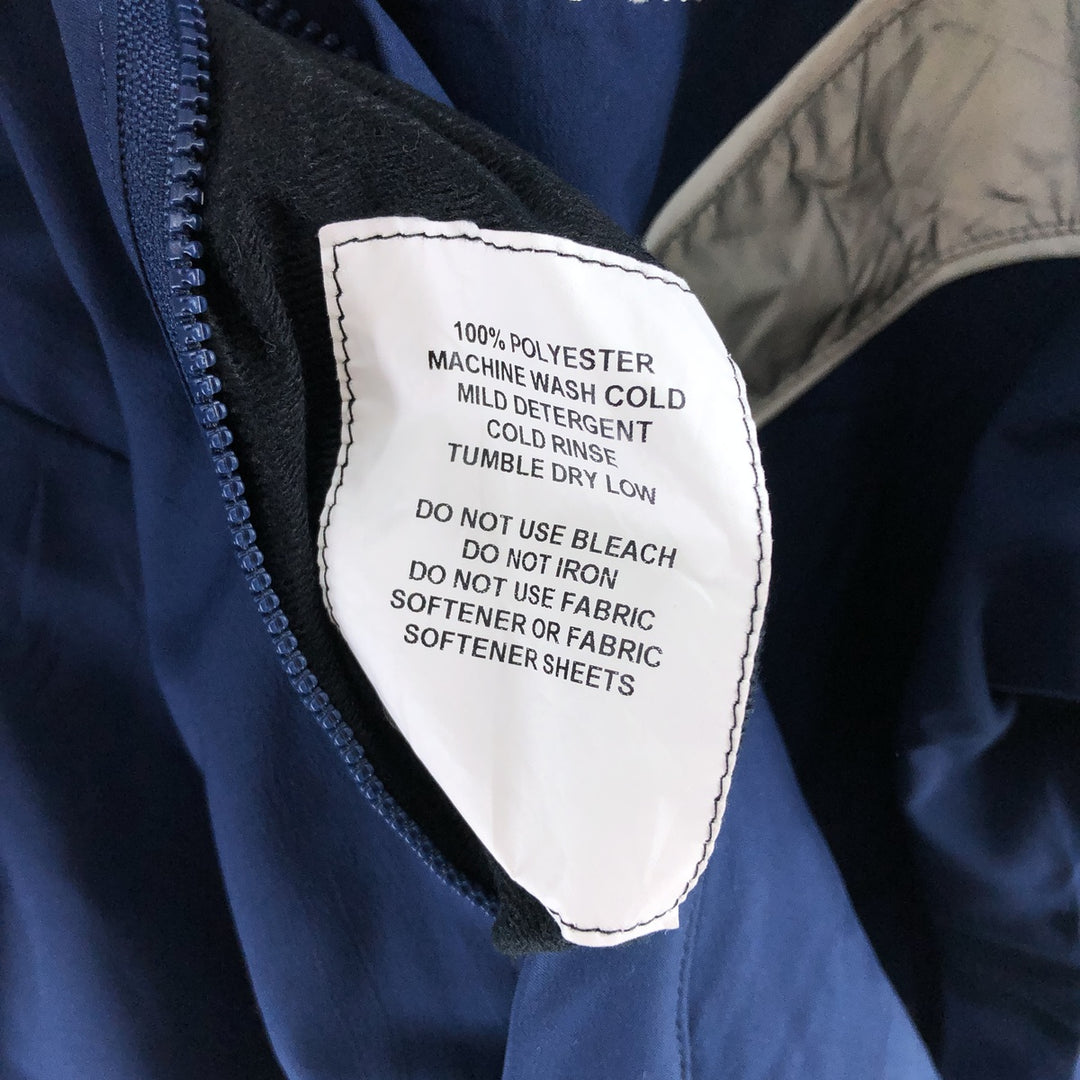 100% POLYESTER
MACHINE WASH COLD
MILD DETERGENT
COLD RINSE
TUMBLE DRY LOW
DO NOT USE BLEACH
DO NOT IRON
DO NOT USE FABRIC
SOFTENER OR FABRIC
SOFTENER SHEETS